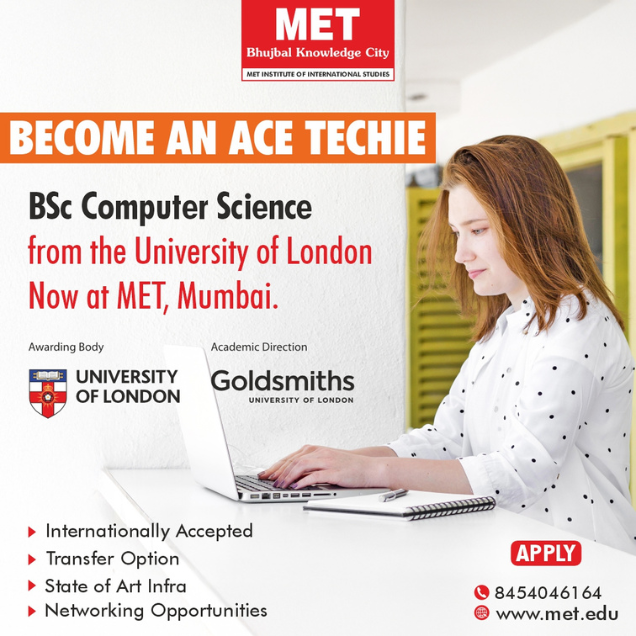 MET
Bhujbal Knowledge City
MET INSTITUTE OF INTERNATIONAL STUDIES
BECOME AN ACE TECHIE
BSc Computer Science
from the University of London
Now at MET, Mumbai.
Awarding Body
UNIVERSITY
OF LONDON
Academic Direction
Goldsmiths
UNIVERSITY OF LONDON
Internationally Accepted
Transfer Option
State of Art Infra
Networking Opportunities
APPLY
8454046164
www.met.edu